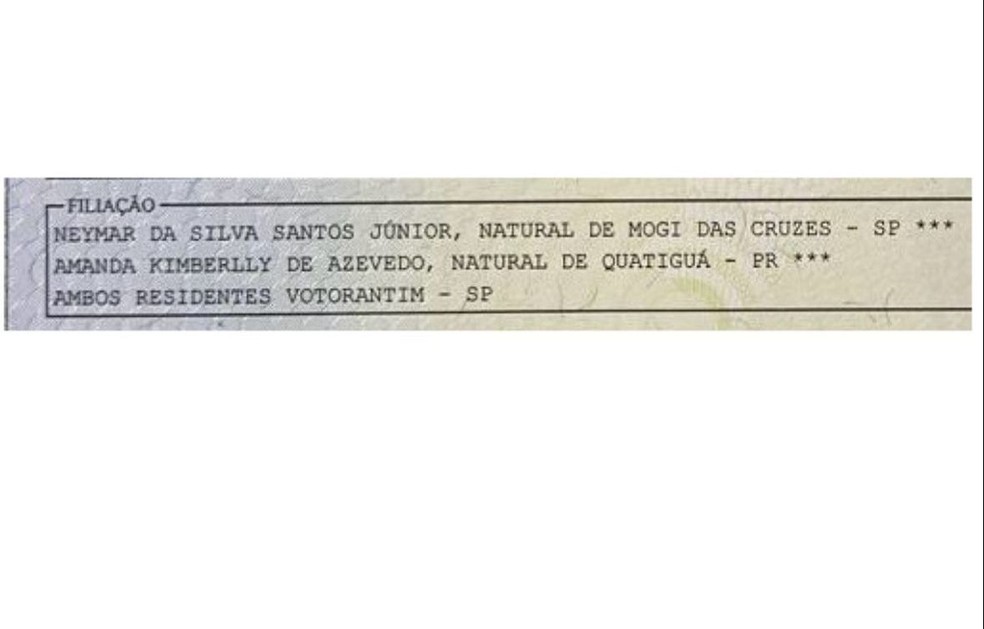 FILIAÇÃO
NEYMAR DA SILVA SANTOS JÚNIOR, NATURAL DE MOGI DAS CRUZES - SP ***
AMANDA KIMBERLLY DE AZEVEDO, NATURAL DE QUATIGUÁ - PR ***
AMBOS RESIDENTES VOTORANTIM - SP